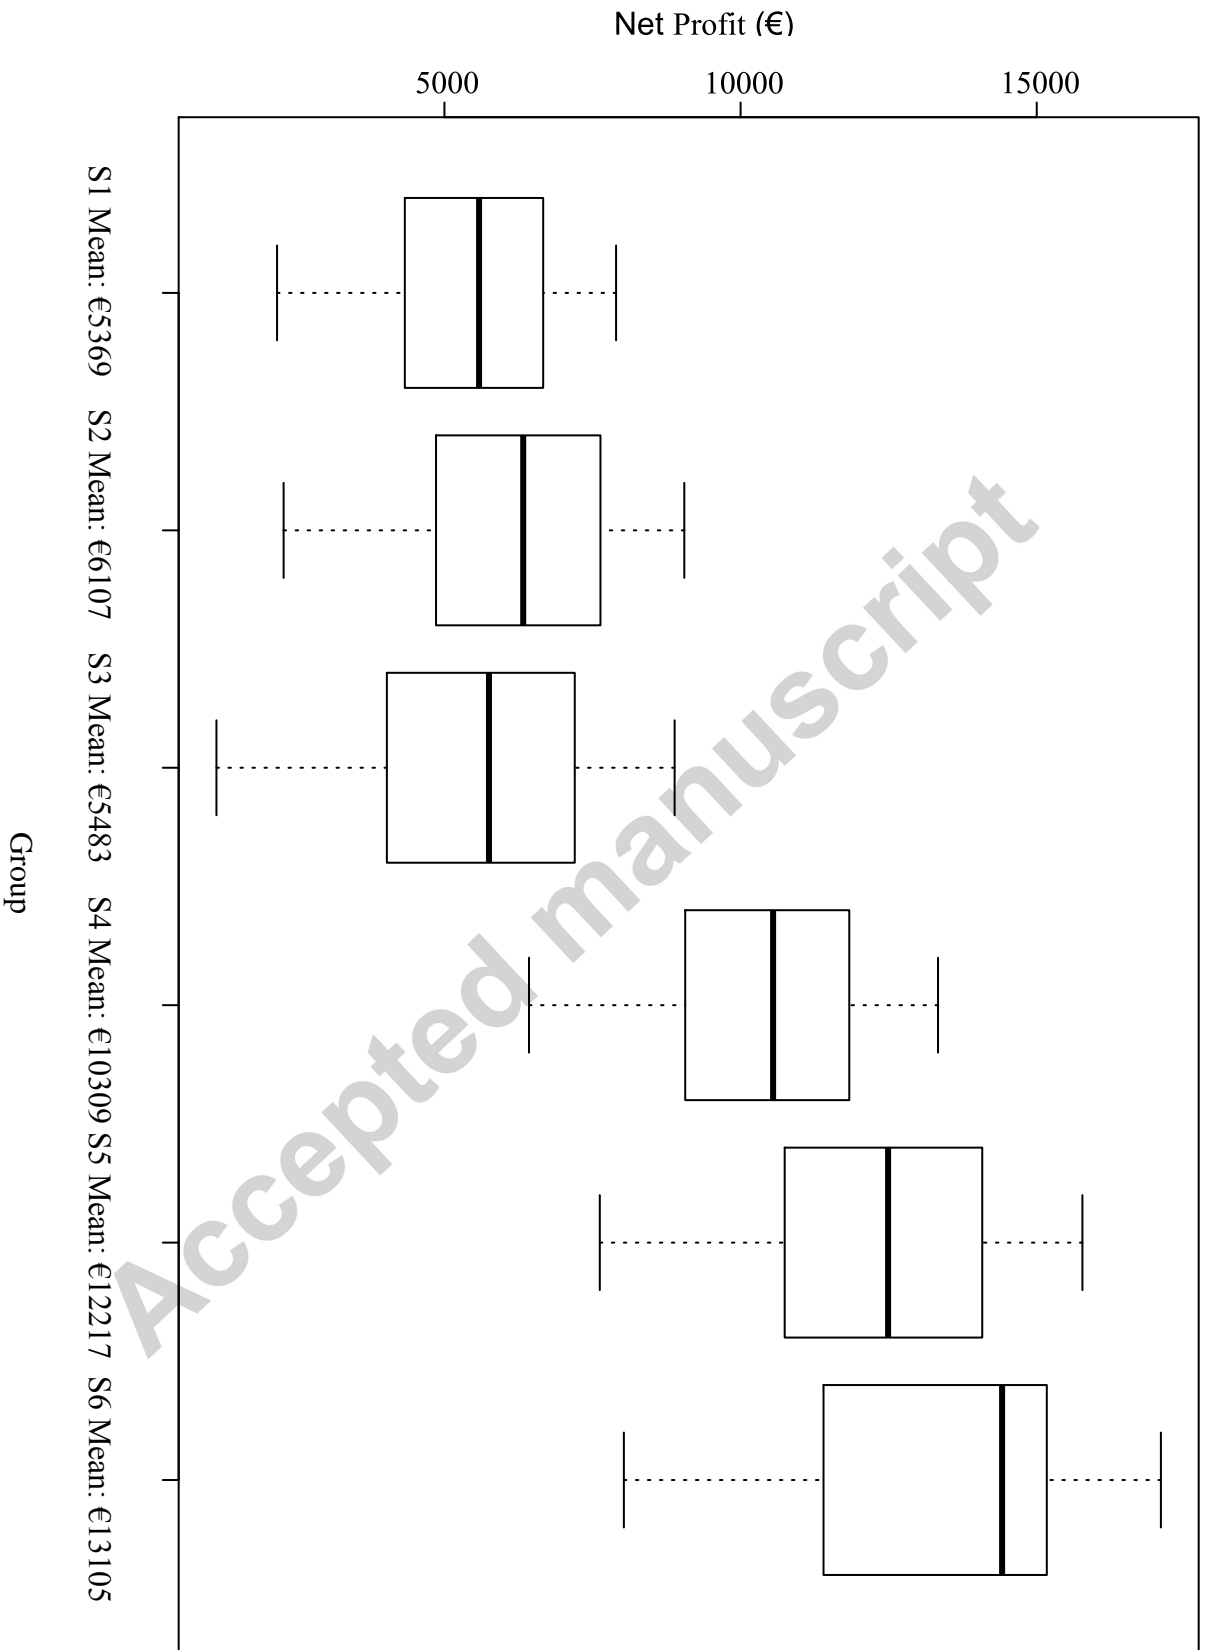 Net Profit (€)
5000
10000
15000
S1 Mean: €5369
S2 Mean: €6107
S3 Mean: €5483
S4 Mean: €10309
S5 Mean: €12217
S6 Mean: €13105
Group
Accepted manuscript